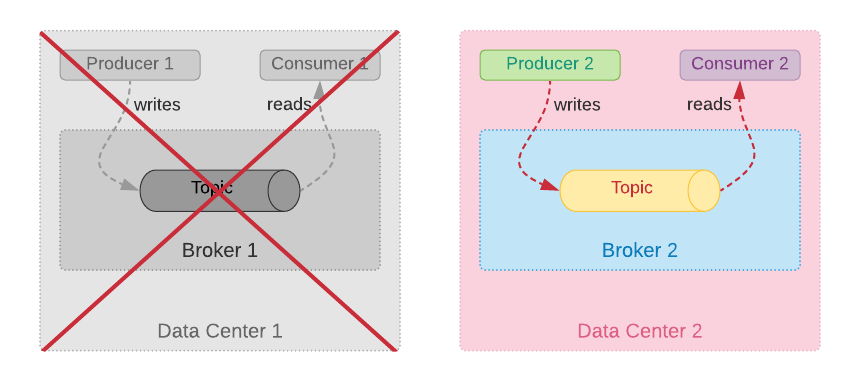 Producer 1
Consumer 1
writes
reads
Topic
Broker 1
Data Center 1
Producer 2
Consumer 2
writes
reads
Topic
Broker 2
Data Center 2